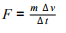 F = m Δv / Δt